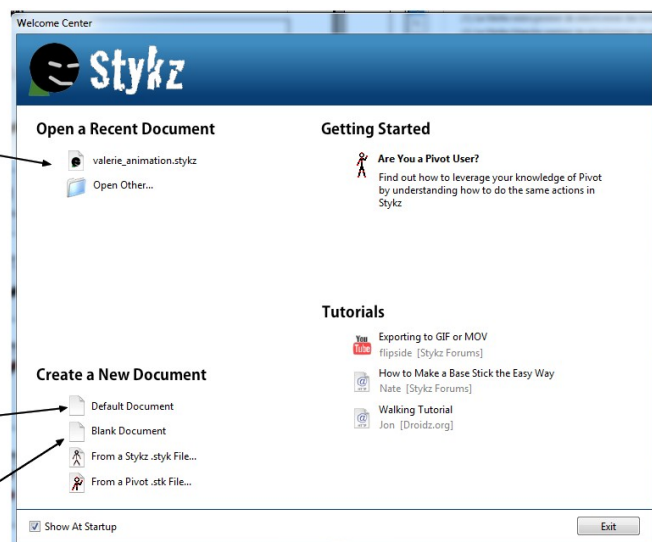 Welcome Center
Stykz
Open a Recent Document
valerie_animation.stykz
Open Other...
Create a New Document
Default Document
Blank Document
From a Stykz .styk File...
From a Pivot .stk File...
Getting Started
Are You a Pivot User?
Find out how to leverage your knowledge of Pivot
by understanding how to do the same actions in
Stykz
Tutorials
You
Tube
Exporting to GIF or MOV
flipside [Stykz Forums]
How to Make a Base Stick the Easy Way
Nate [Stykz Forums]
Walking Tutorial
Jon [Droidz.org]
Show At Startup
Exit